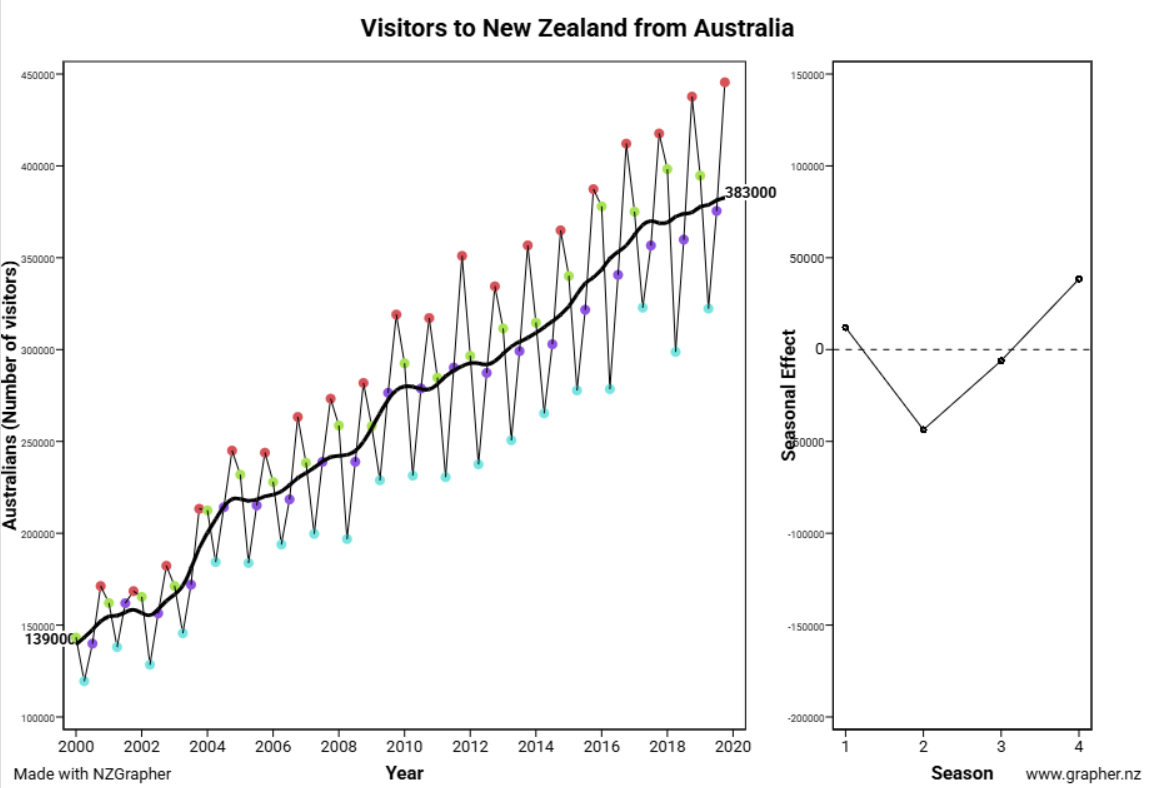 Visitors to New Zealand from Australia
Australians (Number of visitors)
450000
400000
350000
300000
250000
200000
150000
100000
139000
383000
2000 2002 2004 2006 2008 2010 2012 2014 2016 2018 2020
Year
Made with NZGrapher
Seasonal Effect
150000
100000
50000
0
-50000
-100000
-150000
-200000
1 2 3 4
Season
www.grapher.nz